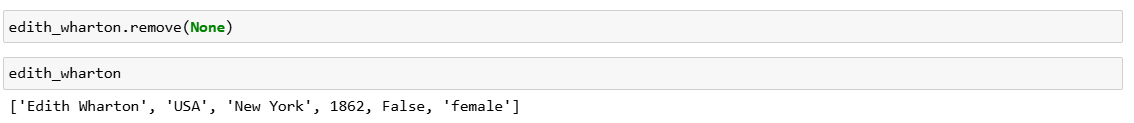 edith_wharton.remove(None)
edith_wharton
['Edith Wharton', 'USA', 'New York', 1862, False, 'female']